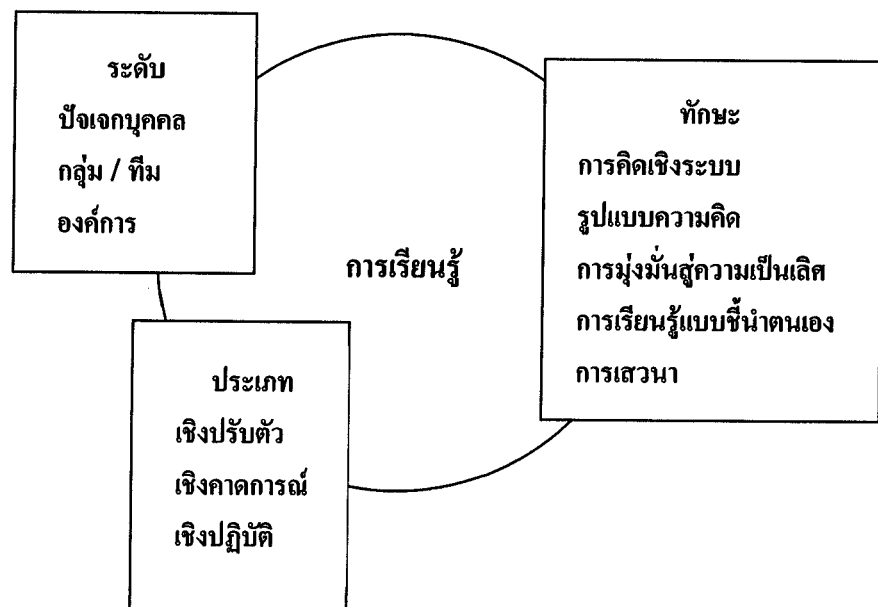 ระดับ
ปัจเจกบุคคล
กลุ่ม / ทีม
องค์การ
ทักษะ
การคิดเชิงระบบ
รูปแบบความคิด
การมุ่งมั่นสู่ความเป็นเลิศ
การเรียนรู้แบบชี้นำตนเอง
การเสวนา
การเรียนรู้
ประเภท
เชิงปรับตัว
เชิงคาดการณ์
เชิงปฏิบัติ